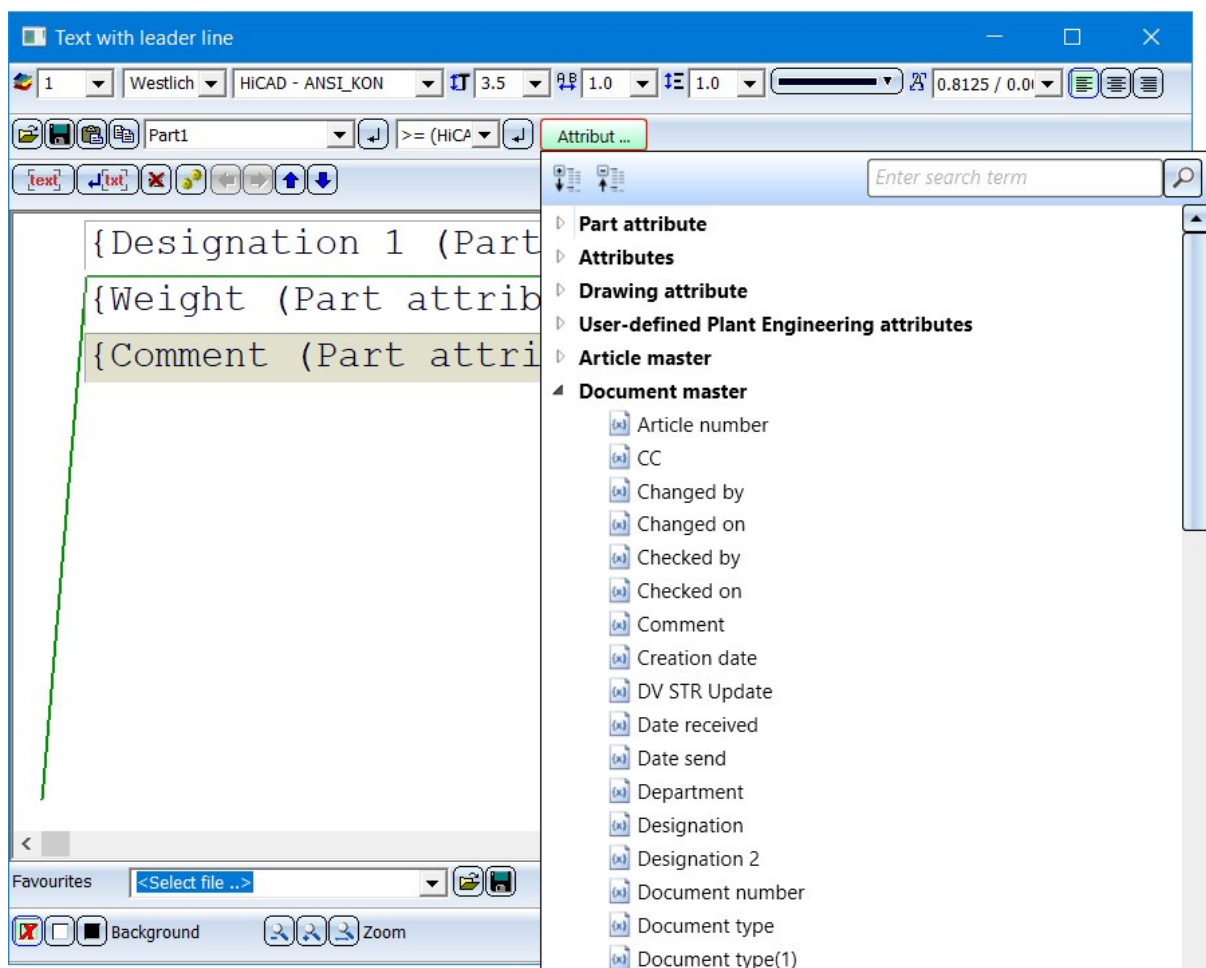 Text with leader line
1 Westlich HiCAD - ANSI_KON 3.5 1.0 1.0 0.8125 / 0.0
Part1 >= (HiCA Attribut ...
[text] [txt] Enter search term
{Designation 1 (Part
{Weight (Part attrib
{Comment (Part attri
Part attribute
Attributes
Drawing attribute
User-defined Plant Engineering attributes
Article master
Document master
Article number
CC
Changed by
Changed on
Checked by
Checked on
Comment
Creation date
DV STR Update
Date received
Date send
Department
Designation
Designation 2
Document number
Document type
Document type(1)
Favourites <Select file ..>
Background Zoom